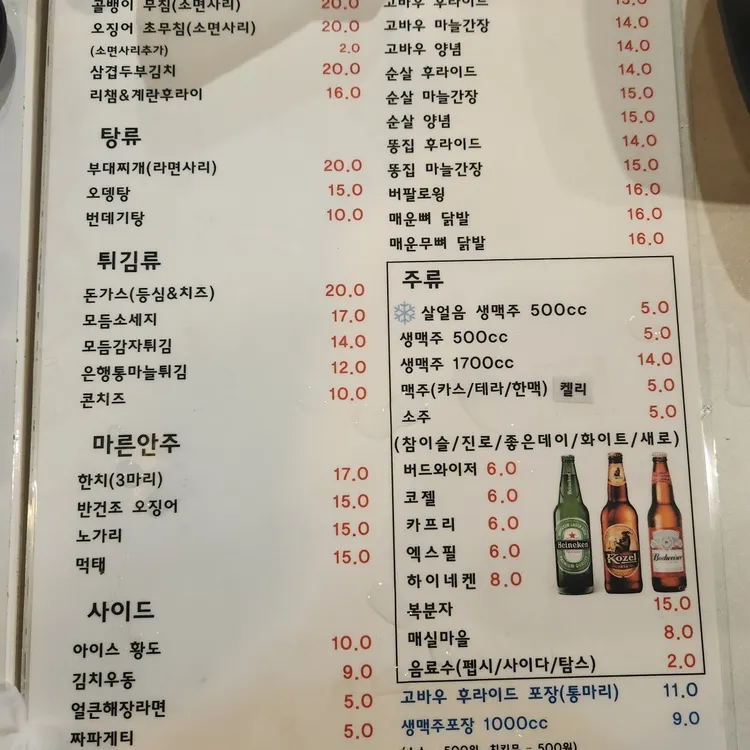 골뱅이 무침(소면사리) 20.0
오징어 초무침(소면사리) 20.0
(소면사리추가) 2.0
삼겹두부김치 20.0
리챔&계란후라이 16.0
탕류
부대찌개(라면사리) 20.0
오뎅탕 15.0
번데기탕 10.0
튀김류
돈가스(등심&치즈) 20.0
모듬소세지 17.0
모듬감자튀김 14.0
은행통마늘튀김 12.0
콘치즈 10.0
마른안주
한치(3마리) 17.0
반건조 오징어 15.0
노가리 15.0
먹태 15.0
사이드
아이스 황도 10.0
김치우동 9.0
얼큰해장라면 5.0
짜파게티 5.0
고바우 후라이드
고바우 마늘간장 14.0
고바우 양념 14.0
순살 후라이드 14.0
순살 마늘간장 15.0
순살 양념 15.0
똥집 후라이드 14.0
똥집 마늘간장 15.0
버팔로윙 16.0
매운뼈 닭발 16.0
매운무뼈 닭발 16.0
주류
살얼음 생맥주 500cc 5.0
생맥주 500cc 5.0
생맥주 1700cc 14.0
맥주(카스/테라/한맥) 켈리 5.0
소주 5.0
(참이슬/진로/좋은데이/화이트/새로)
버드와이저 6.0
코젤 6.0
카프리 6.0
엑스필 6.0
하이네켄 8.0
Heineken
Kozel
Budweiser
복분자 15.0
매실마을 8.0
음료수(펩시/사이다/탐스) 2.0
고바우 후라이드 포장(통마리) 11.0
생맥주포장 1000cc 9.0